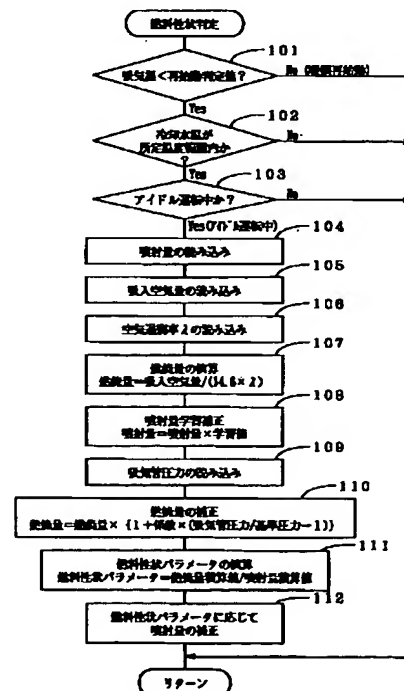 燃料性状判定
101
吸気温<再始動判定値?
No
Yes
102
冷却水温が
所定温度範囲内か
?
No
Yes
103
アイドル運転中か?
No
Yes(アイドル運転中)
104
噴射量の読み込み
105
吸入空気量の読み込み
106
空気過剰率λの読み込み
107
燃焼量の演算
燃焼量=吸入空気量/(14.6×λ)
108
噴射量学習補正
噴射量=噴射量×学習値
109
吸気管圧力の読み込み
110
燃焼量の補正
燃焼量=燃焼量×{1+係数×(吸気管圧力/基準圧力-1)}
111
燃料性状パラメータの演算
燃料性状パラメータ=燃焼量積算値/噴射量積算値
112
燃料性状パラメータに応じて
噴射量の補正
リターン